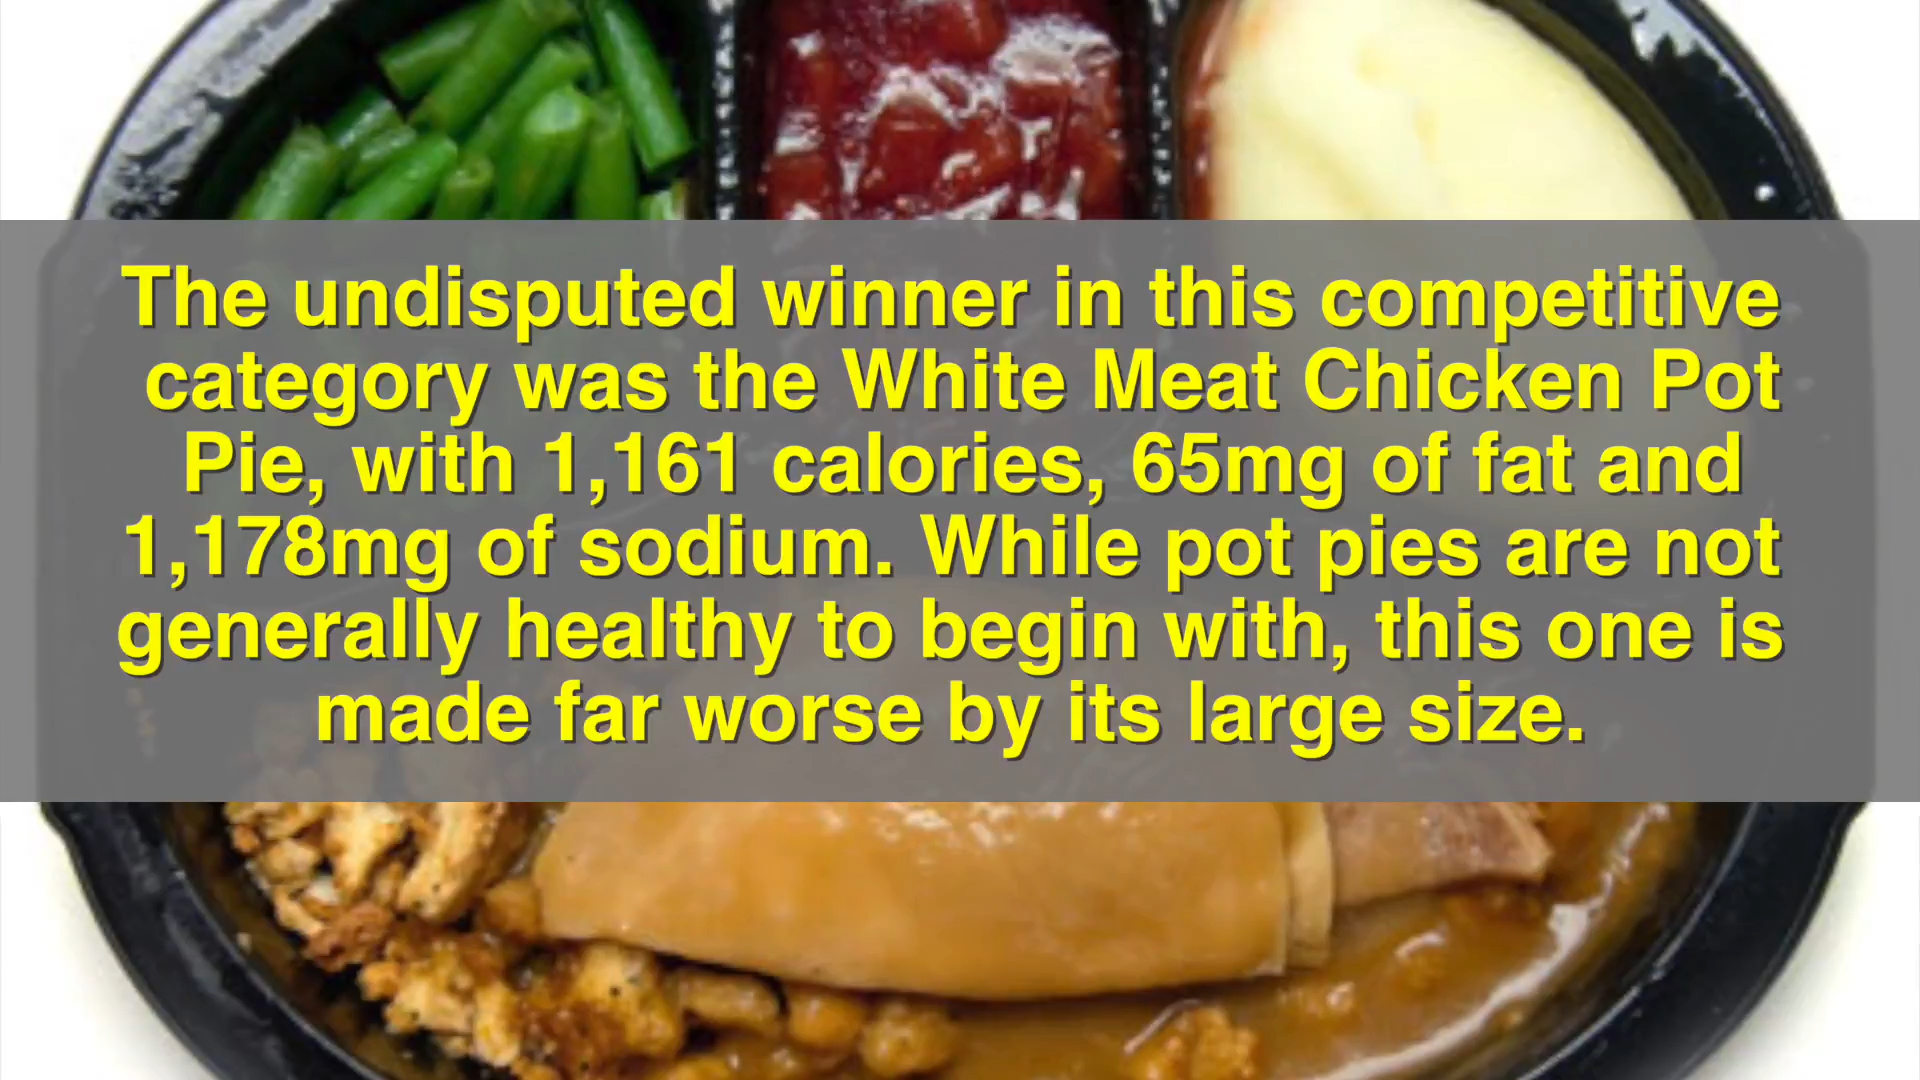 The undisputed winner in this competitive
category was the White Meat Chicken Pot
Pie, with 1,161 calories, 65mg of fat and
1,178mg of sodium. While pot pies are not
generally healthy to begin with, this one is
made far worse by its large size.